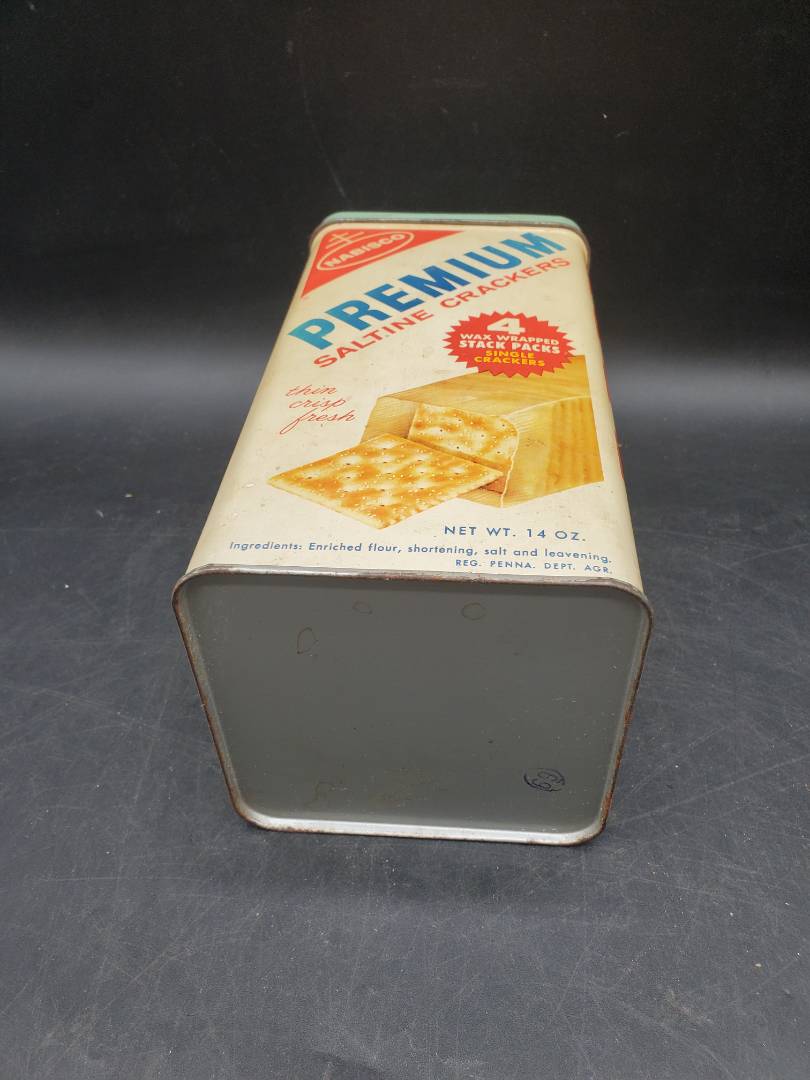 NABISCO
PREMIUM
SALTINE CRACKERS
4
WAX WRAPPED
STACK PACKS
SINGLE
CRACKERS
thin
crisp
fresh
NET WT. 14 OZ.
Ingredients: Enriched flour, shortening, salt and leavening.
REG. PENNA. DEPT. AGR.
69